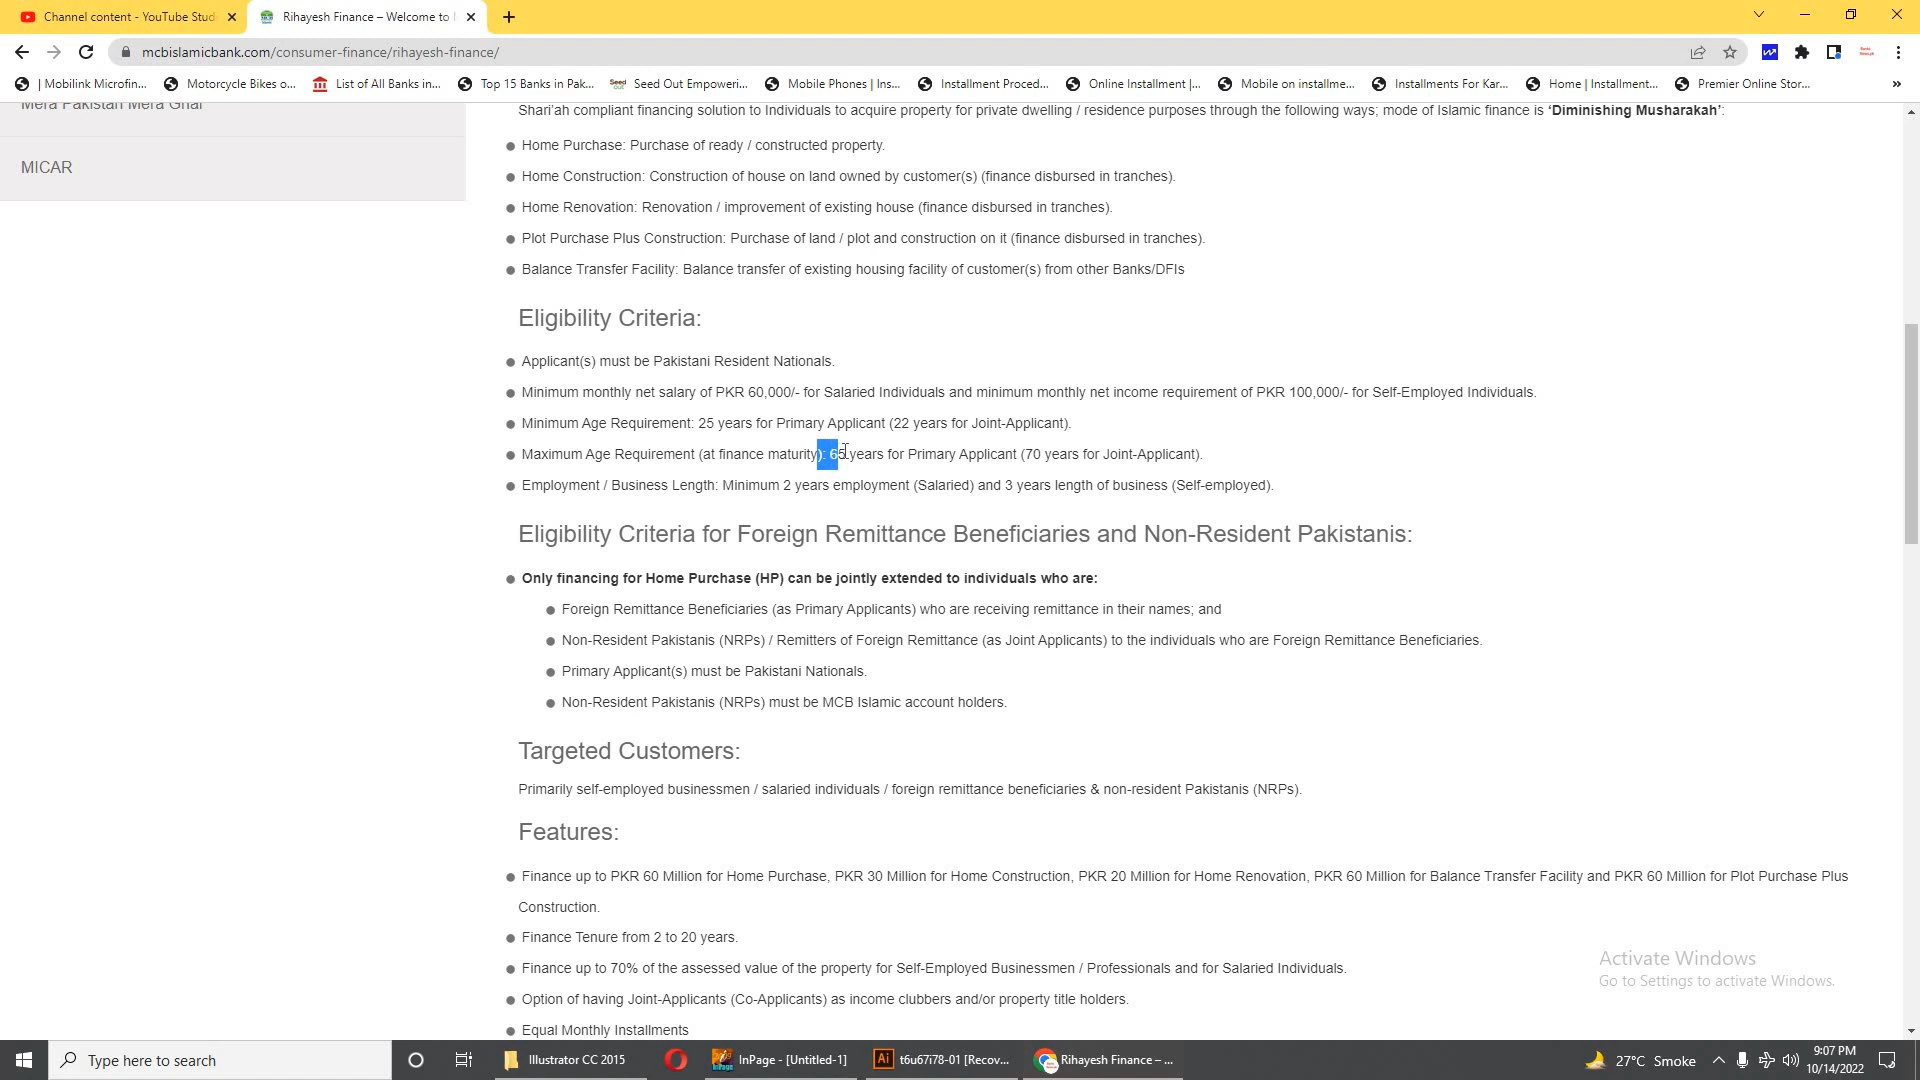 Channel content - YouTube Stud
Rihayesh Finance – Welcome to
mcbislamicbank.com/consumer-finance/rihayesh-finance/
| Mobilink Microfin...
Motorcycle Bikes o...
List of All Banks in...
Top 15 Banks in Pak...
Seed Out Empoweri...
Mobile Phones | Ins...
Installment Proced...
Online Installment |...
Mobile on installme...
Installments For Kar...
Home | Installment...
Premier Online Stor...
»
Mera Pakistan Mera Ghar
MICAR
Shari'ah compliant financing solution to Individuals to acquire property for private dwelling / residence purposes through the following ways; mode of Islamic finance is ‘Diminishing Musharakah’:
Home Purchase: Purchase of ready / constructed property.
Home Construction: Construction of house on land owned by customer(s) (finance disbursed in tranches).
Home Renovation: Renovation / improvement of existing house (finance disbursed in tranches).
Plot Purchase Plus Construction: Purchase of land / plot and construction on it (finance disbursed in tranches).
Balance Transfer Facility: Balance transfer of existing housing facility of customer(s) from other Banks/DFIs
Eligibility Criteria:
Applicant(s) must be Pakistani Resident Nationals.
Minimum monthly net salary of PKR 60,000/- for Salaried Individuals and minimum monthly net income requirement of PKR 100,000/- for Self-Employed Individuals.
Minimum Age Requirement: 25 years for Primary Applicant (22 years for Joint-Applicant).
Maximum Age Requirement (at finance maturity): 65 years for Primary Applicant (70 years for Joint-Applicant).
Employment / Business Length: Minimum 2 years employment (Salaried) and 3 years length of business (Self-employed).
Eligibility Criteria for Foreign Remittance Beneficiaries and Non-Resident Pakistanis:
Only financing for Home Purchase (HP) can be jointly extended to individuals who are:
Foreign Remittance Beneficiaries (as Primary Applicants) who are receiving remittance in their names; and
Non-Resident Pakistanis (NRPs) / Remitters of Foreign Remittance (as Joint Applicants) to the individuals who are Foreign Remittance Beneficiaries.
Primary Applicant(s) must be Pakistani Nationals.
Non-Resident Pakistanis (NRPs) must be MCB Islamic account holders.
Targeted Customers:
Primarily self-employed businessmen / salaried individuals / foreign remittance beneficiaries & non-resident Pakistanis (NRPs).
Features:
Finance up to PKR 60 Million for Home Purchase, PKR 30 Million for Home Construction, PKR 20 Million for Home Renovation, PKR 60 Million for Balance Transfer Facility and PKR 60 Million for Plot Purchase Plus
Construction.
Finance Tenure from 2 to 20 years.
Finance up to 70% of the assessed value of the property for Self-Employed Businessmen / Professionals and for Salaried Individuals.
Option of having Joint-Applicants (Co-Applicants) as income clubbers and/or property title holders.
Equal Monthly Installments
Activate Windows
Go to Settings to activate Windows.
Type here to search
Illustrator CC 2015
InPage - [Untitled-1]
Ai
t6u67i78-01 [Recov...
Rihayesh Finance – ...
27°C Smoke
9:07 PM
10/14/2022